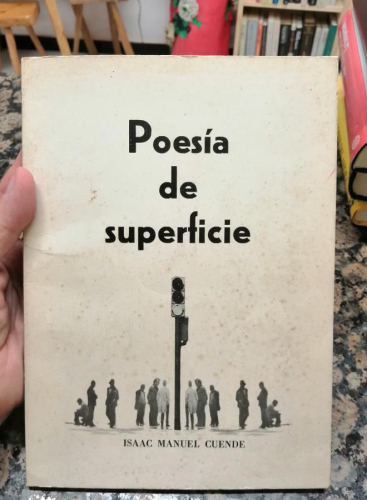 Poesía
de
superficie
ISAAC MANUEL CUENDE